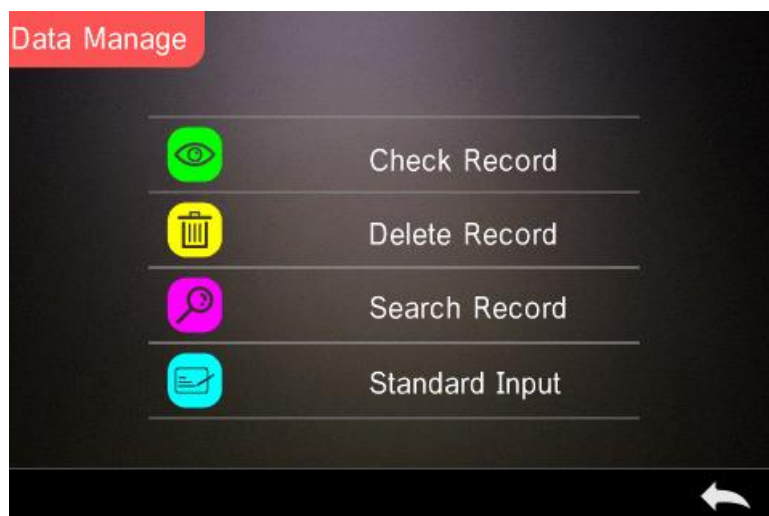 Data Manage
Check Record
Delete Record
Search Record
Standard Input